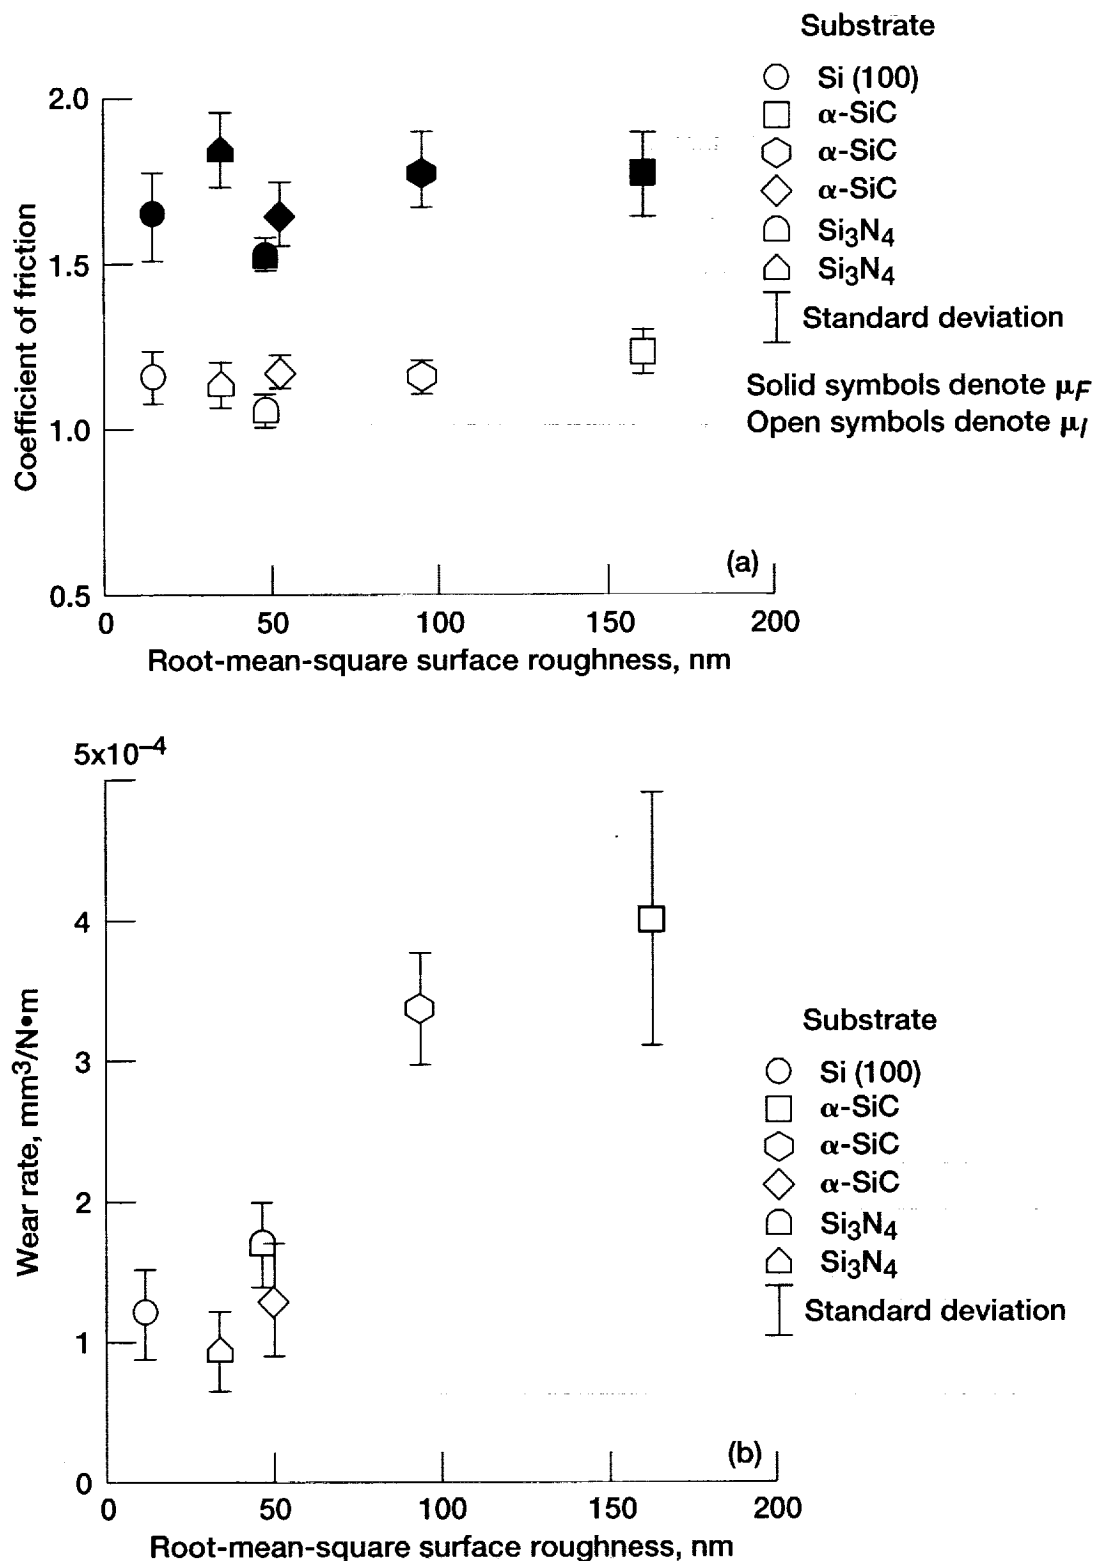 Substrate
Si (100)
α-SiC
α-SiC
α-SiC
Si3N4
Si3N4
Standard deviation
Solid symbols denote μF
Open symbols denote μI
2.0
1.5
1.0
0.5
Coefficient of friction
(a)
0 50 100 150 200
Root-mean-square surface roughness, nm
5x10–4
4
3
2
1
0
Wear rate, mm3/N•m
Substrate
Si (100)
α-SiC
α-SiC
α-SiC
Si3N4
Si3N4
Standard deviation
(b)
0 50 100 150 200
Root-mean-square surface roughness, nm